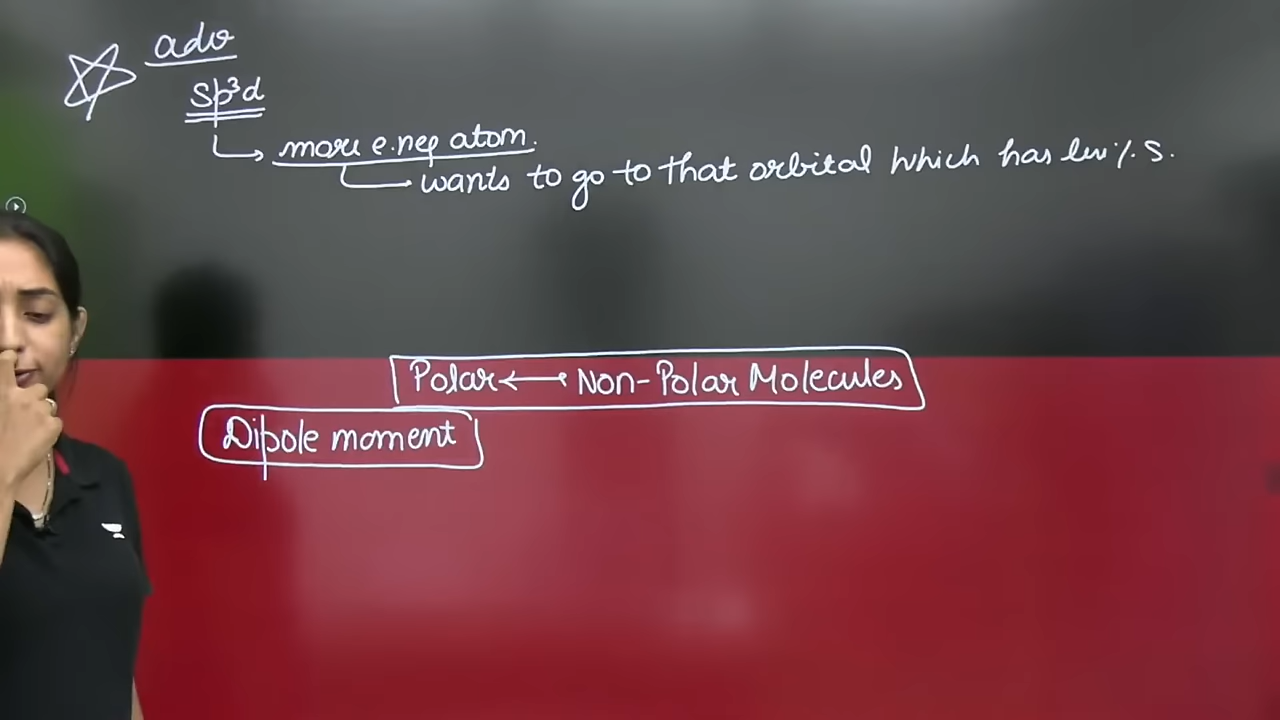 adv
sp³d
more e.neg atom.
wants to go to that orbital which has less %. S.
Polar ↔ Non-Polar Molecules
Dipole moment